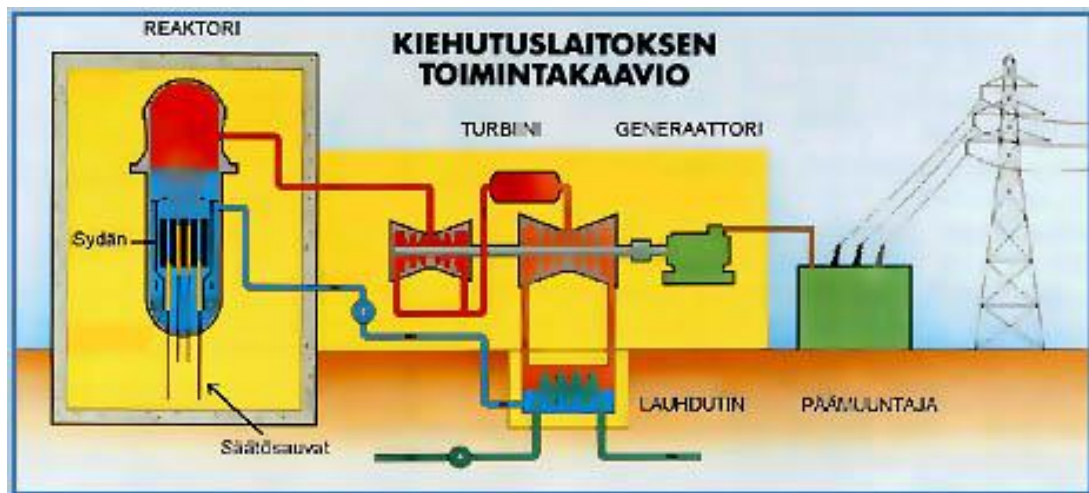 REAKTORI
KIEHUTUSLAITOKSEN
TOIMINTAKAAVIO
TURBIINI
GENERAATTORI
Sydän
LAUHDUTIN
PÄÄMUUNTAJA
Säätösauvat